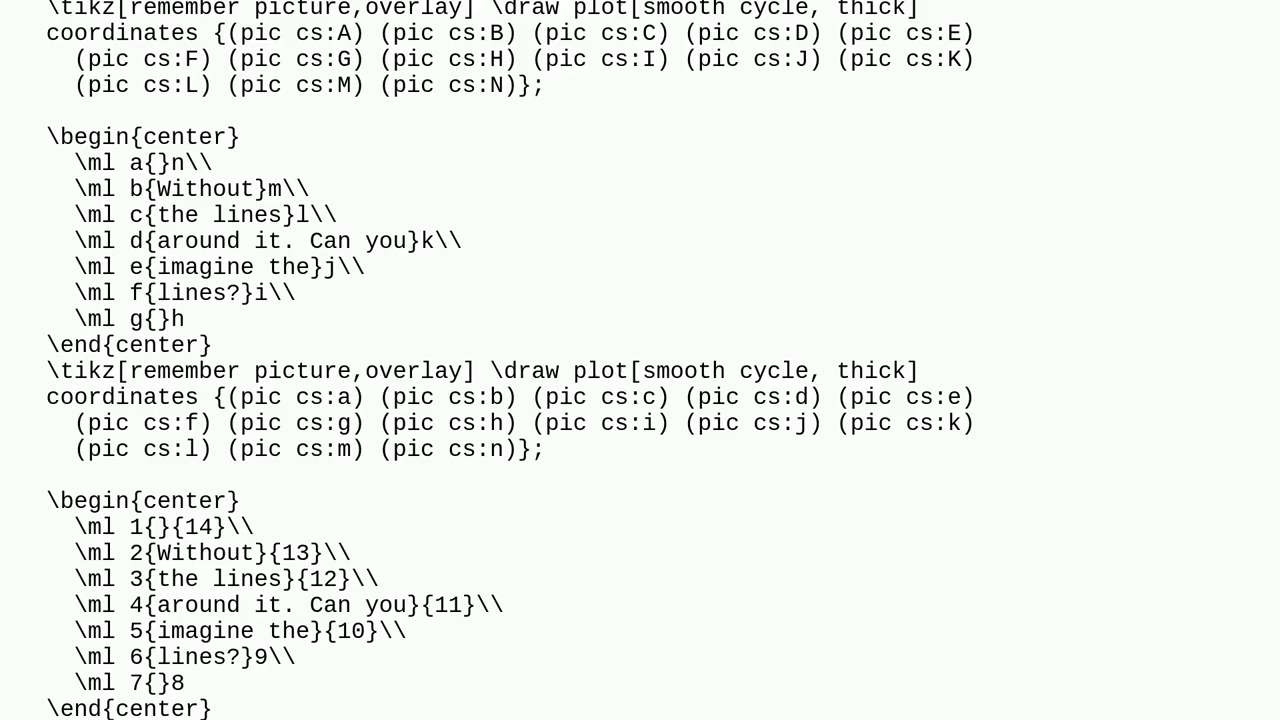 \tikz[remember picture,overlay] \draw plot[smooth cycle, thick]
coordinates {(pic cs:A) (pic cs:B) (pic cs:C) (pic cs:D) (pic cs:E)
  (pic cs:F) (pic cs:G) (pic cs:H) (pic cs:I) (pic cs:J) (pic cs:K)
  (pic cs:L) (pic cs:M) (pic cs:N)};

\begin{center}
  \ml a{}n\\
  \ml b{Without}m\\
  \ml c{the lines}l\\
  \ml d{around it. Can you}k\\
  \ml e{imagine the}j\\
  \ml f{lines?}i\\
  \ml g{}h
\end{center}
\tikz[remember picture,overlay] \draw plot[smooth cycle, thick]
coordinates {(pic cs:a) (pic cs:b) (pic cs:c) (pic cs:d) (pic cs:e)
  (pic cs:f) (pic cs:g) (pic cs:h) (pic cs:i) (pic cs:j) (pic cs:k)
  (pic cs:l) (pic cs:m) (pic cs:n)};

\begin{center}
  \ml 1{}{14}\\
  \ml 2{Without}{13}\\
  \ml 3{the lines}{12}\\
  \ml 4{around it. Can you}{11}\\
  \ml 5{imagine the}{10}\\
  \ml 6{lines?}9\\
  \ml 7{}8
\end{center}